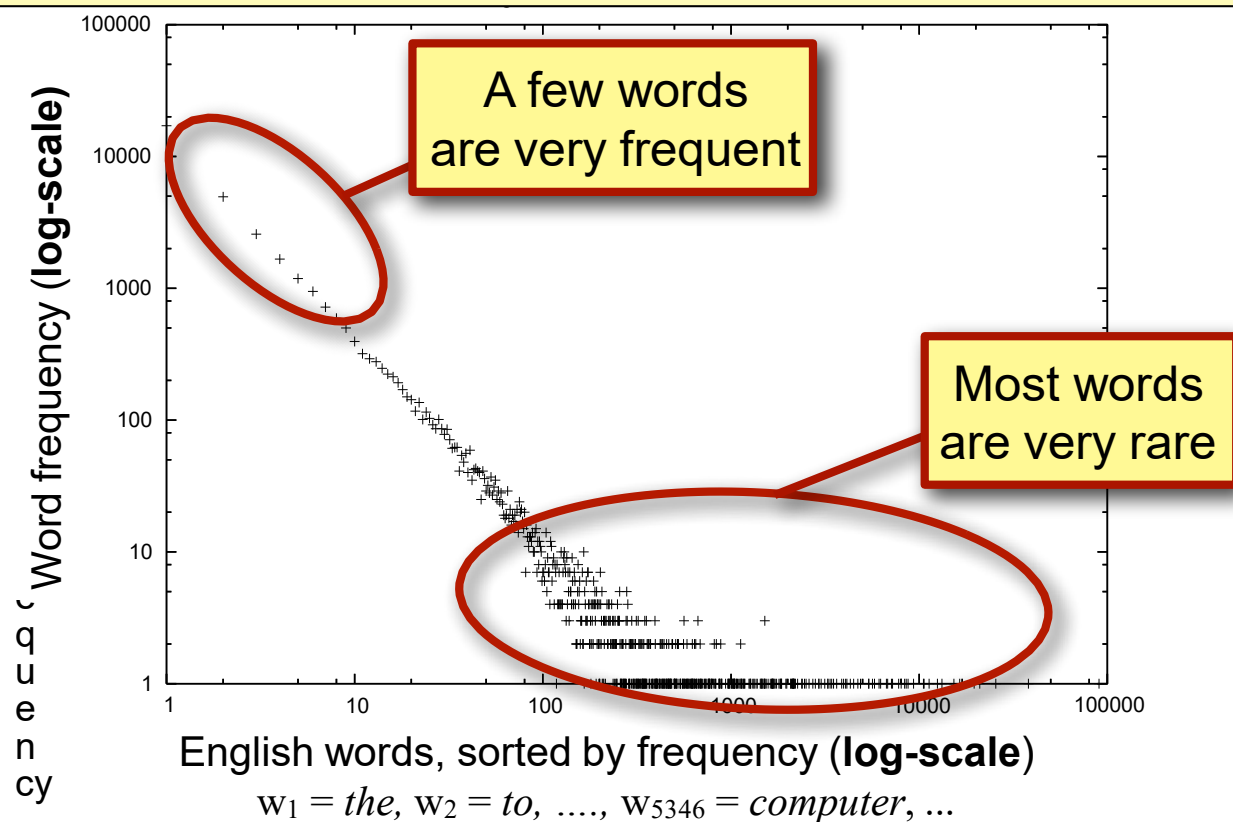 100000
10000
1000
100
10
1
Word frequency (log-scale)
quency
A few words
are very frequent
Most words
are very rare
1 10 100 1000 10000 100000
English words, sorted by frequency (log-scale)
w₁ = the, w₂ = to, ...., w₅₃₄₆ = computer, ...